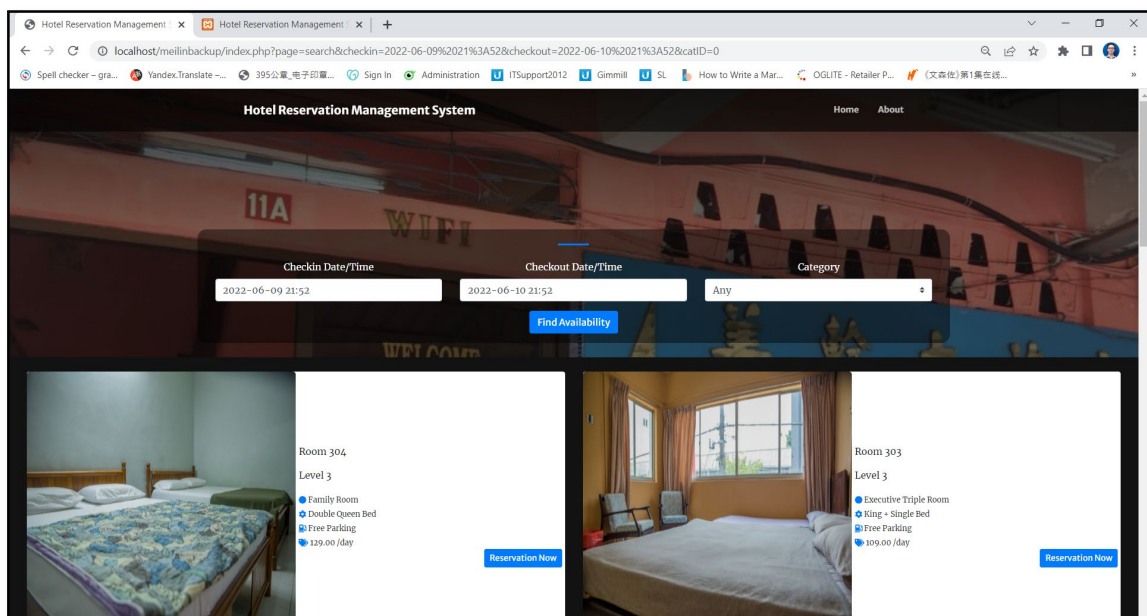 Hotel Reservation Management S
Hotel Reservation Management S
localhost/meilinbackup/index.php?page=search&checkin=2022-06-09%2021%3A52&checkout=2022-06-10%2021%3A52&catID=0
Spell checker – gra... Yandex.Translate –... 395公章_电子印章... Sign In Administration ITSupport2012 Gimmill SL How to Write a Mar... OGLITE - Retailer P... 《文森佐》第1集在线... »
Hotel Reservation Management System Home About
11A
WIFI
Checkin Date/Time Checkout Date/Time Category
2022-06-09 21:52 2022-06-10 21:52 Any
Find Availability
WELCOME
Room 304
Level 3
Family Room
Double Queen Bed
Free Parking
129.00 /day
Reservation Now
Room 303
Level 3
Executive Triple Room
King + Single Bed
Free Parking
109.00 /day
Reservation Now